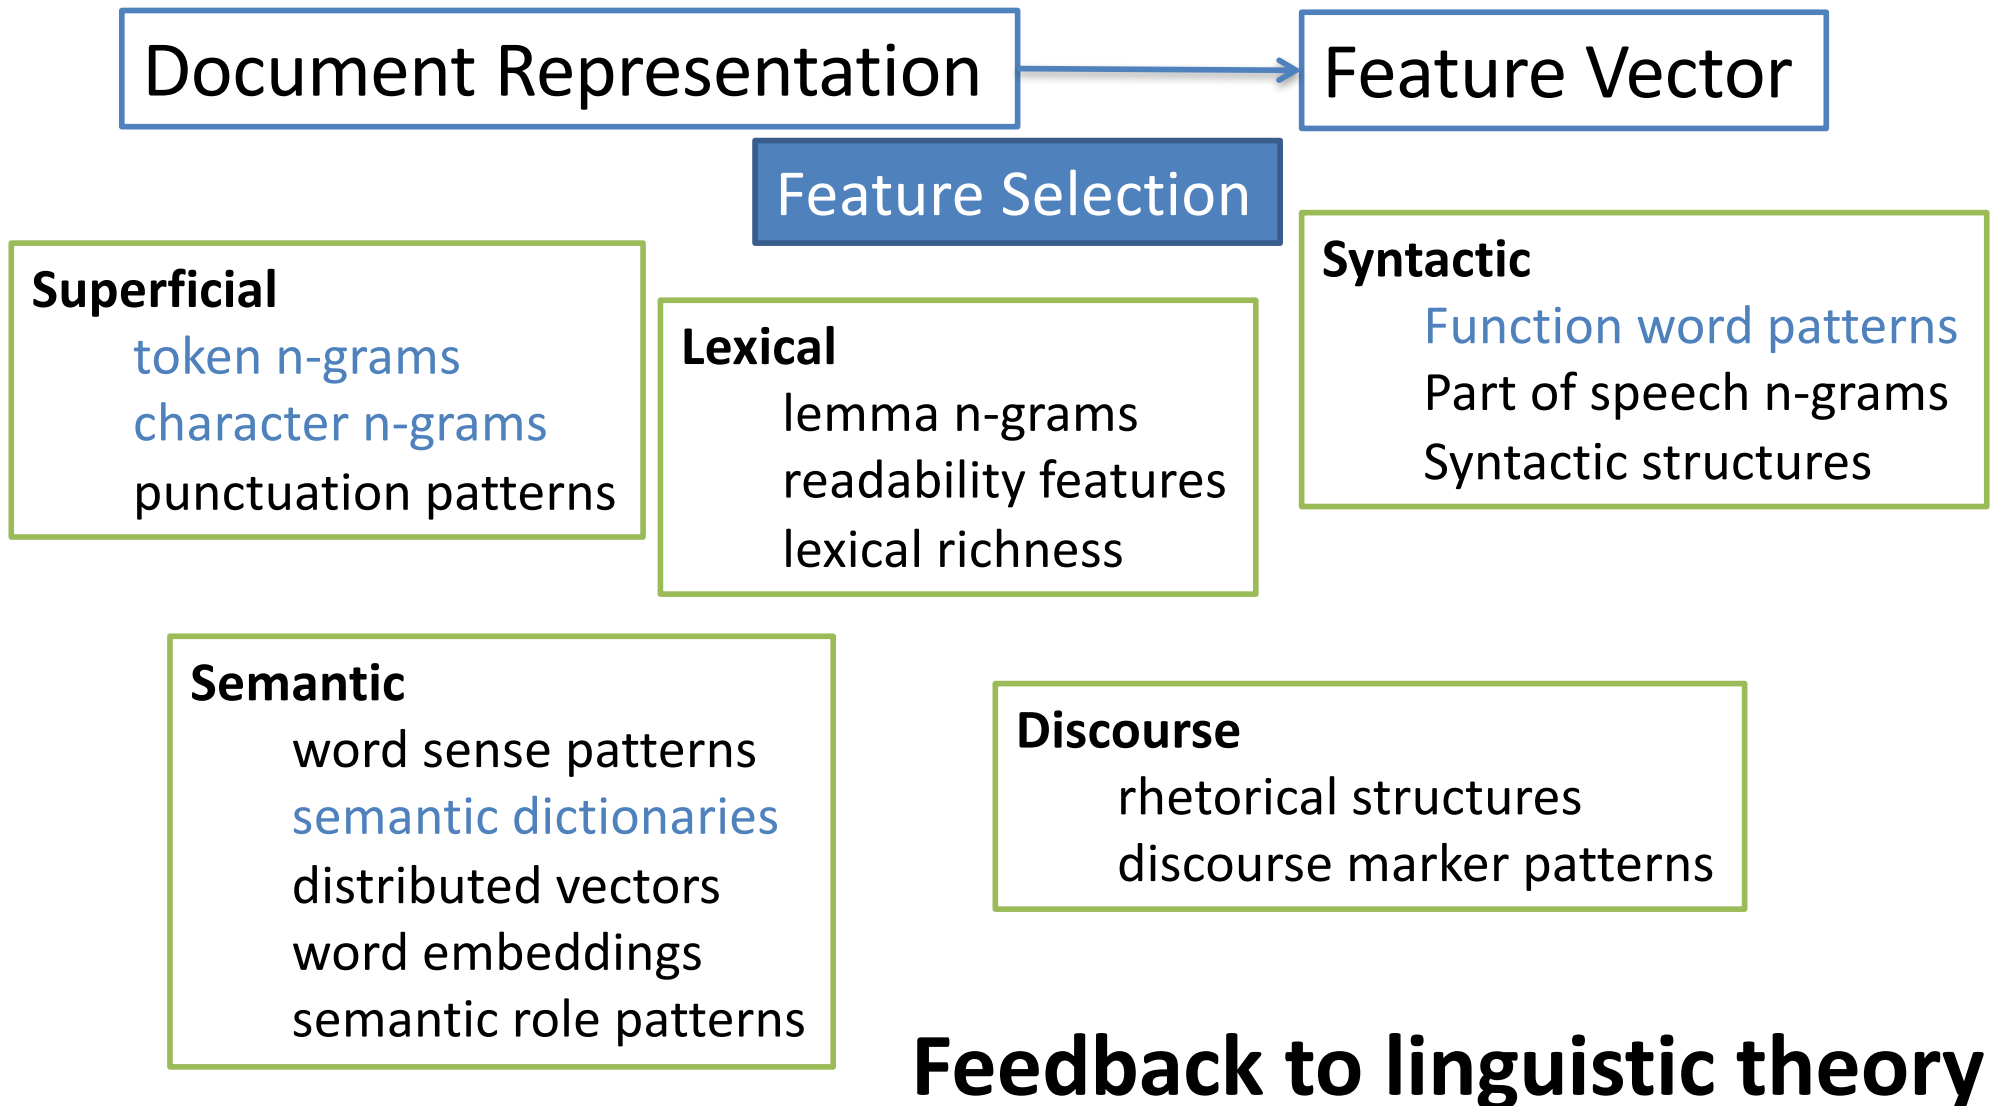 Document Representation
Feature Vector
Feature Selection
Superficial
token n-grams
character n-grams
punctuation patterns
Lexical
lemma n-grams
readability features
lexical richness
Syntactic
Function word patterns
Part of speech n-grams
Syntactic structures
Semantic
word sense patterns
semantic dictionaries
distributed vectors
word embeddings
semantic role patterns
Discourse
rhetorical structures
discourse marker patterns
Feedback to linguistic theory